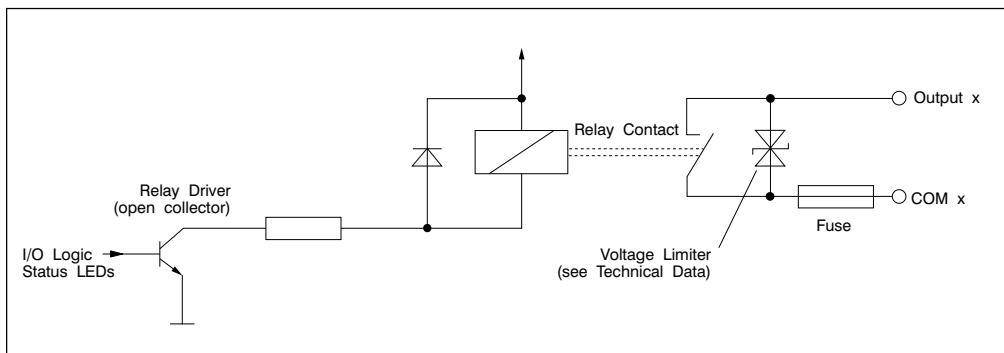 Output x
Relay Contact
Relay Driver
(open collector)
COM x
Fuse
I/O Logic
Status LEDs
Voltage Limiter
(see Technical Data)